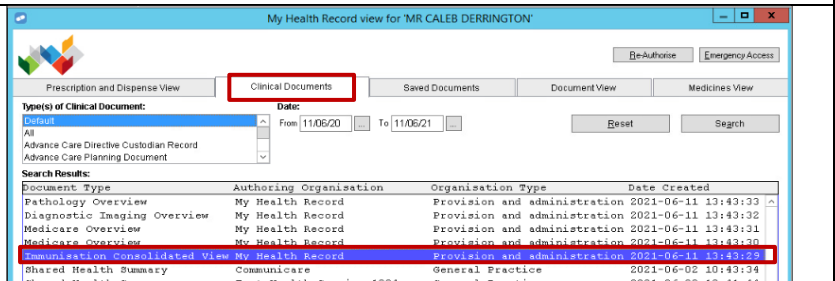 My Health Record view for 'MR CALEB DERRINGTON'
Re-Authorise Emergency Access
Prescription and Dispense View Clinical Documents Saved Documents Document View Medicines View
Type(s) of Clinical Document: Date:
Default From 11/06/20 ... To 11/06/21 ... Reset Search
All
Advance Care Directive Custodian Record
Advance Care Planning Document
Search Results:
Document Type Authoring Organisation Organisation Type Date Created
Pathology Overview My Health Record Provision and administration 2021-06-11 13:43:33
Diagnostic Imaging Overview My Health Record Provision and administration 2021-06-11 13:43:32
Medicare Overview My Health Record Provision and administration 2021-06-11 13:43:31
Medicare Overview My Health Record Provision and administration 2021-06-11 13:43:30
Immunisation Consolidated View My Health Record Provision and administration 2021-06-11 13:43:29
Shared Health Summary Communicare General Practice 2021-06-02 10:43:34